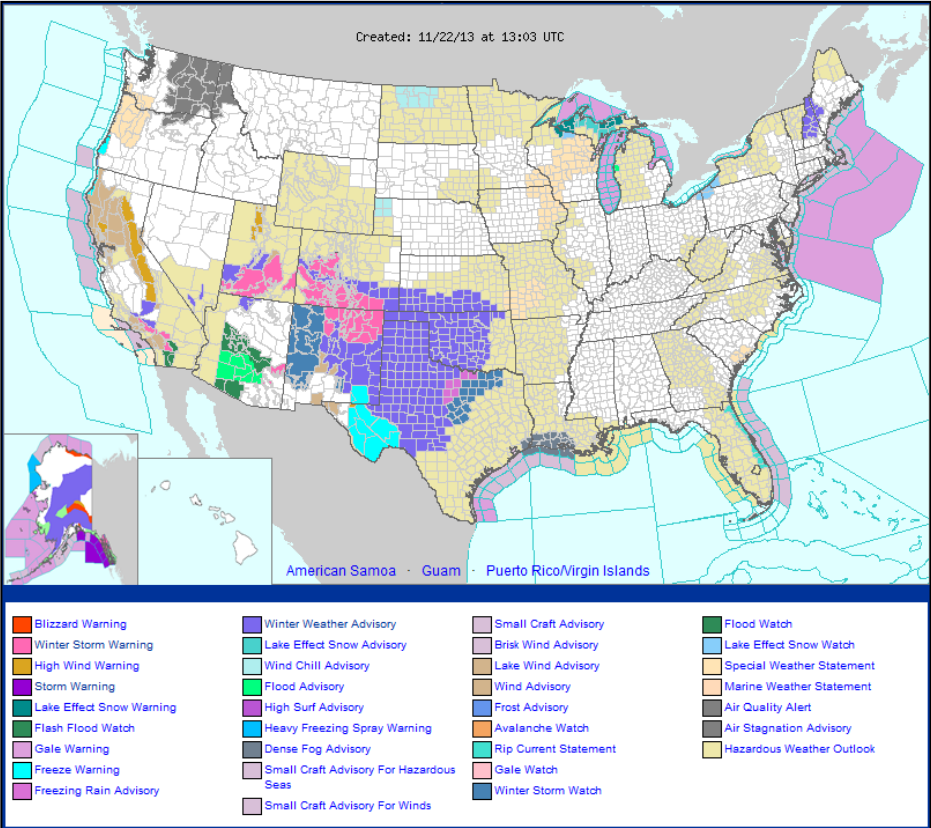 Created: 11/22/13 at 13:03 UTC
American Samoa - Guam - Puerto Rico/Virgin Islands
Blizzard Warning
Winter Storm Warning
High Wind Warning
Storm Warning
Lake Effect Snow Warning
Flash Flood Watch
Gale Warning
Freeze Warning
Freezing Rain Advisory
Winter Weather Advisory
Lake Effect Snow Advisory
Wind Chill Advisory
Flood Advisory
High Surf Advisory
Heavy Freezing Spray Warning
Dense Fog Advisory
Small Craft Advisory For Hazardous
Seas
Small Craft Advisory For Winds
Small Craft Advisory
Brisk Wind Advisory
Lake Wind Advisory
Wind Advisory
Frost Advisory
Avalanche Watch
Rip Current Statement
Gale Watch
Winter Storm Watch
Flood Watch
Lake Effect Snow Watch
Special Weather Statement
Marine Weather Statement
Air Quality Alert
Air Stagnation Advisory
Hazardous Weather Outlook